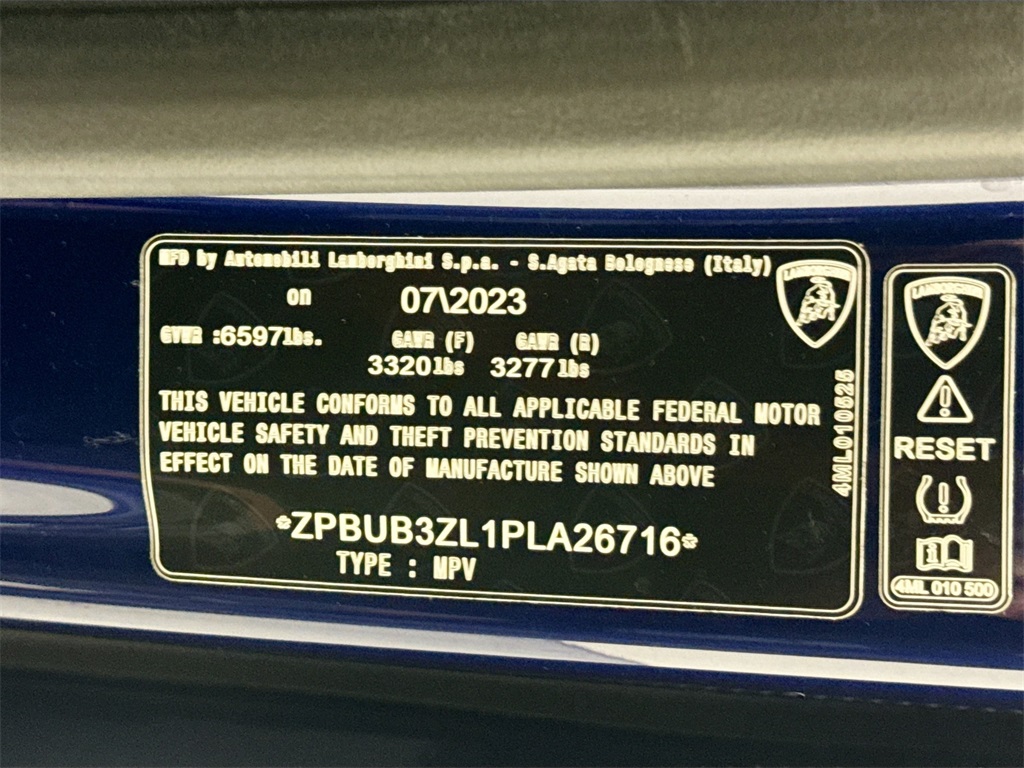 MFD by Automobili Lamborghini S.p.a. - S.Agata Bolognese (Italy)
on 07\2023
GVWR :6597lbs. GAWR (F) GAWR (R)
3320lbs 3277lbs
THIS VEHICLE CONFORMS TO ALL APPLICABLE FEDERAL MOTOR
VEHICLE SAFETY AND THEFT PREVENTION STANDARDS IN
EFFECT ON THE DATE OF MANUFACTURE SHOWN ABOVE
*ZPBUB3ZL1PLA26716*
TYPE : MPV
4ML010525
LAMBORGHINI
LAMBORGHINI
RESET
4ML 010 500